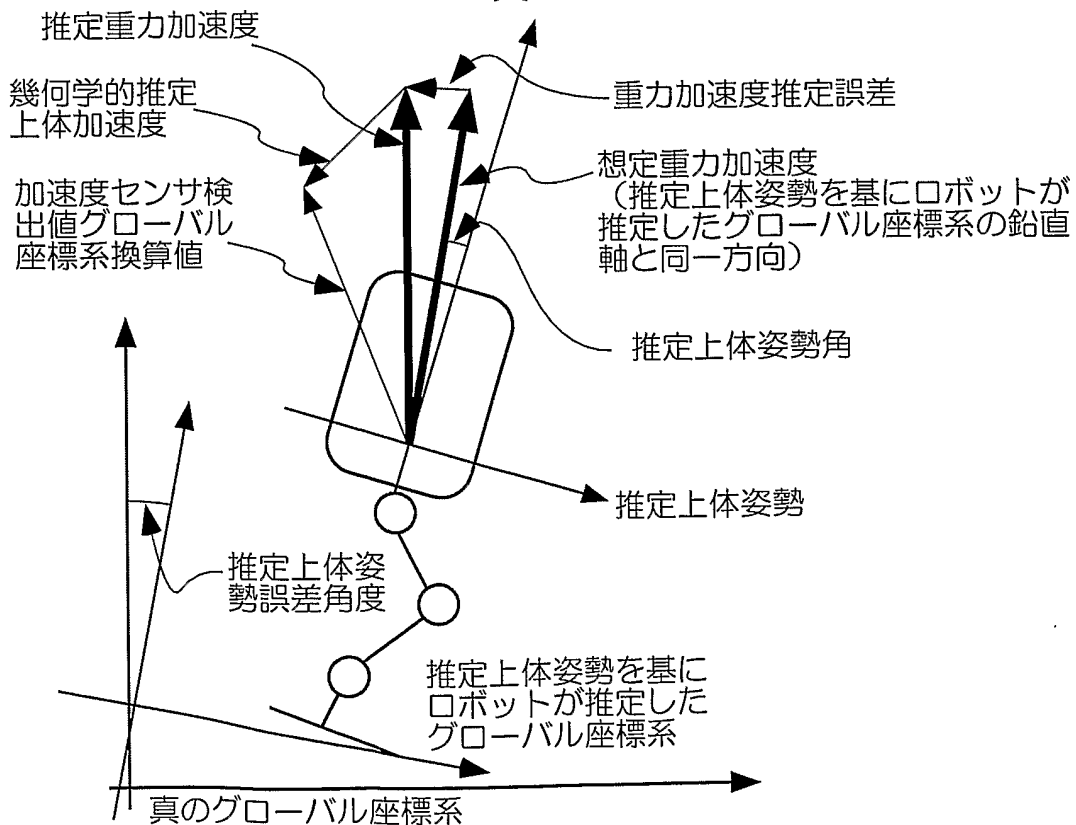 推定重力加速度
幾何学的推定
上体加速度
重力加速度推定誤差
加速度センサ検
出値グローバル
座標系換算値
想定重力加速度
(推定上体姿勢を基にロボットが
推定したグローバル座標系の鉛直
軸と同一方向)
推定上体姿勢角
推定上体姿勢
推定上体姿
勢誤差角度
推定上体姿勢を基に
ロボットが推定した
グローバル座標系
真のグローバル座標系